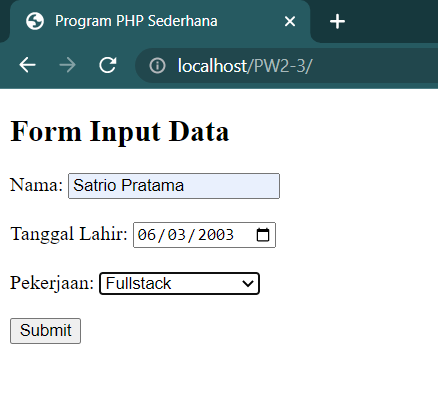 Program PHP Sederhana
localhost/PW2-3/
Form Input Data
Nama: Satrio Pratama
Tanggal Lahir: 06/03/2003
Pekerjaan: Fullstack
Submit